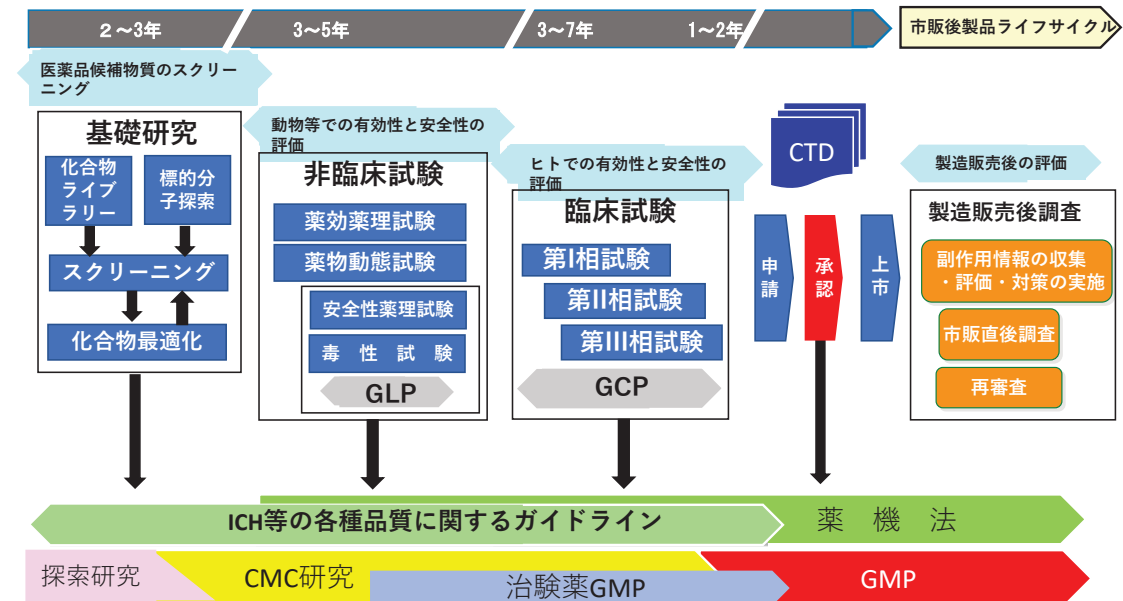 2～3年
3～5年
3～7年
1～2年
市販後製品ライフサイクル
医薬品候補物質のスクリー
ニング
基礎研究
化合物
ライブ
ラリー
標的分
子探索
スクリーニング
化合物最適化
動物等での有効性と安全性の
評価
非臨床試験
薬効薬理試験
薬物動態試験
安全性薬理試験
毒 性 試 験
GLP
ヒトでの有効性と安全性の
評価
臨床試験
第I相試験
第II相試験
第III相試験
GCP
CTD
申請
承認
上市
製造販売後の評価
製造販売後調査
副作用情報の収集
・評価・対策の実施
市販直後調査
再審査
ICH等の各種品質に関するガイドライン
薬 機 法
探索研究
CMC研究
治験薬GMP
GMP